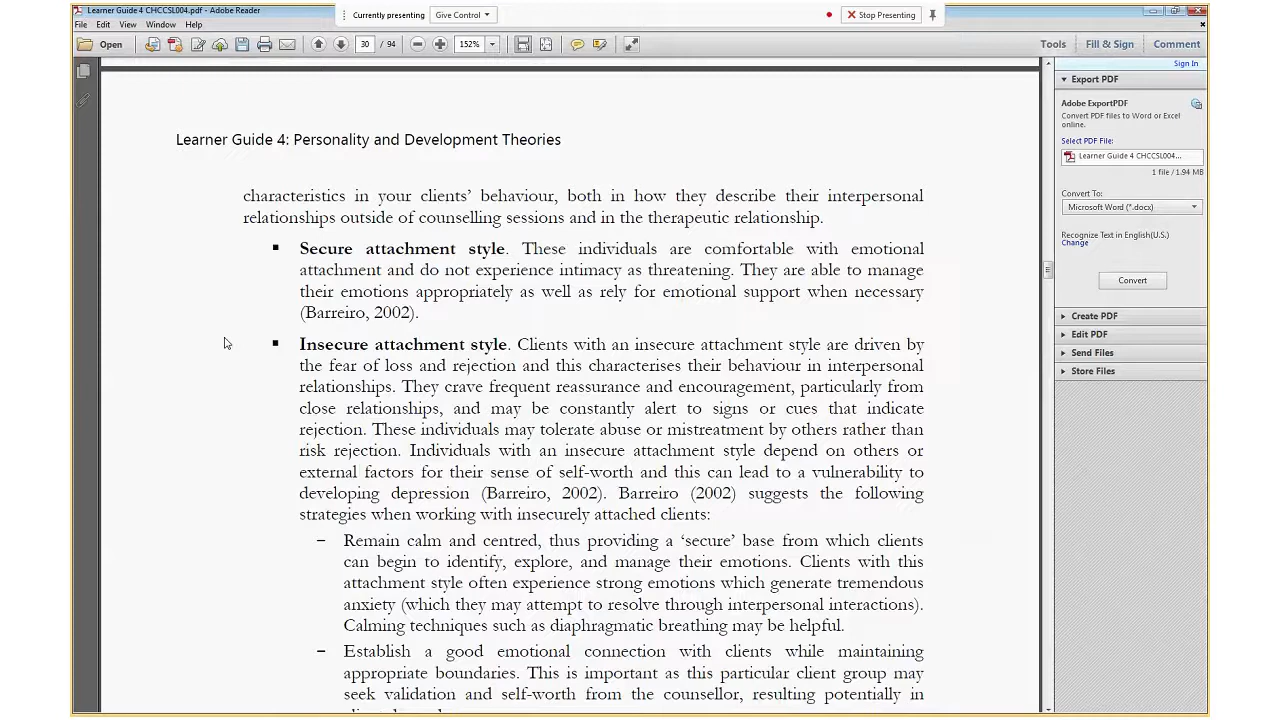 Learner Guide 4 CHCCSL004.pdf - Adobe Reader
Currently presenting
Give Control
Stop Presenting
File Edit View Window Help
Open
30 / 94
152%
Tools Fill & Sign Comment
Sign In
Learner Guide 4: Personality and Development Theories
characteristics in your clients’ behaviour, both in how they describe their interpersonal
relationships outside of counselling sessions and in the therapeutic relationship.
▪ Secure attachment style. These individuals are comfortable with emotional
attachment and do not experience intimacy as threatening. They are able to manage
their emotions appropriately as well as rely for emotional support when necessary
(Barreiro, 2002).
▪ Insecure attachment style. Clients with an insecure attachment style are driven by
the fear of loss and rejection and this characterises their behaviour in interpersonal
relationships. They crave frequent reassurance and encouragement, particularly from
close relationships, and may be constantly alert to signs or cues that indicate
rejection. These individuals may tolerate abuse or mistreatment by others rather than
risk rejection. Individuals with an insecure attachment style depend on others or
external factors for their sense of self-worth and this can lead to a vulnerability to
developing depression (Barreiro, 2002). Barreiro (2002) suggests the following
strategies when working with insecurely attached clients:
– Remain calm and centred, thus providing a ‘secure’ base from which clients
can begin to identify, explore, and manage their emotions. Clients with this
attachment style often experience strong emotions which generate tremendous
anxiety (which they may attempt to resolve through interpersonal interactions).
Calming techniques such as diaphragmatic breathing may be helpful.
– Establish a good emotional connection with clients while maintaining
appropriate boundaries. This is important as this particular client group may
seek validation and self-worth from the counsellor, resulting potentially in
Export PDF
Adobe ExportPDF
Convert PDF files to Word or Excel
online.
Select PDF File:
Learner Guide 4 CHCCSL004...
1 file / 1.94 MB
Convert To:
Microsoft Word (*.docx)
Recognize Text in English(U.S.)
Change
Convert
Create PDF
Edit PDF
Send Files
Store Files